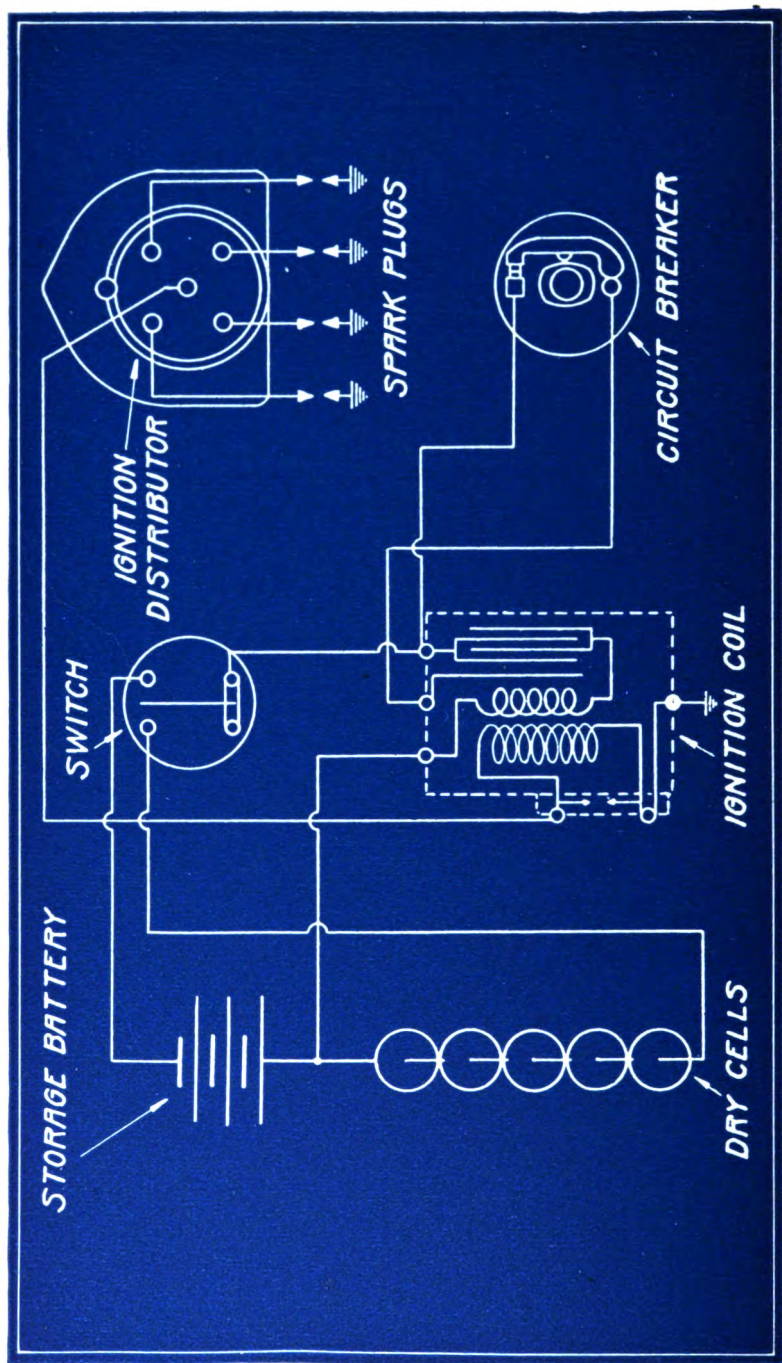 STORAGE BATTERY
SWITCH
IGNITION
DISTRIBUTOR
SPARK PLUGS
DRY CELLS
IGNITION COIL
CIRCUIT BREAKER